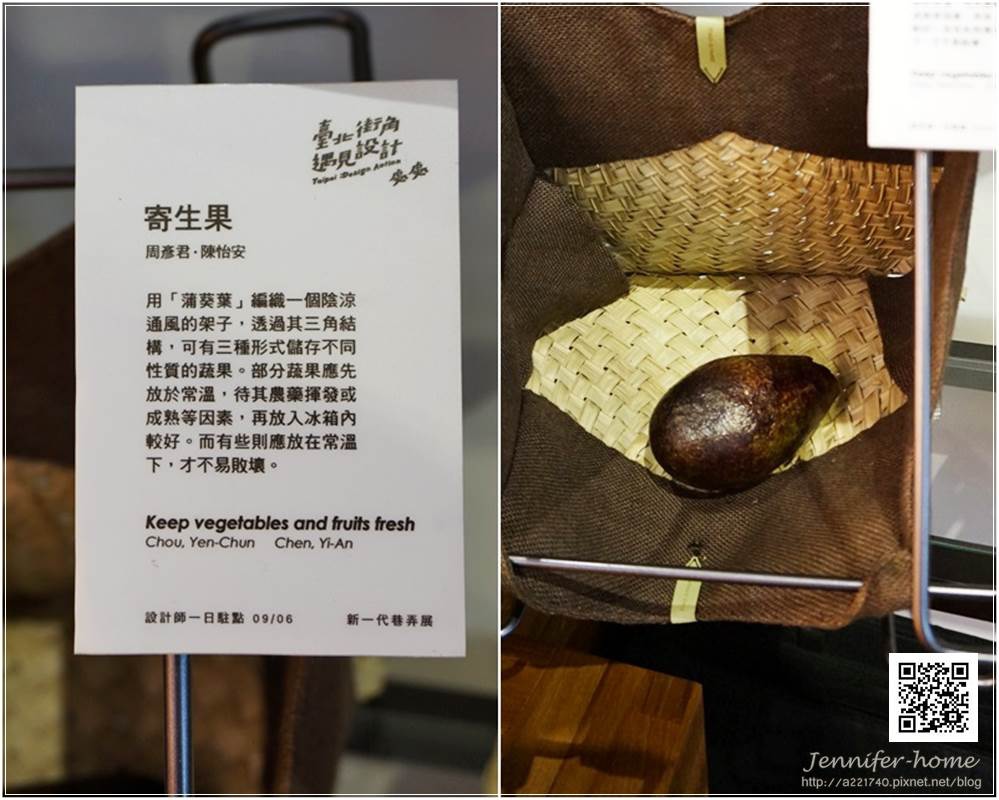 臺北街角
遇見設計
Taipei Design Action
寄生果
周彥君・陳怡安
用「蒲葵葉」編織一個陰涼
通風的架子，透過其三角結
構，可有三種形式儲存不同
性質的蔬果。部分蔬果應先
放於常溫，待其農藥揮發或
成熟等因素，再放入冰箱內
較好。而有些則應放在常溫
下，才不易敗壞。
Keep vegetables and fruits fresh
Chou, Yen-Chun Chen, Yi-An
設計師一日駐點 09/06 新一代巷弄展
Jennifer-home
http://a221740.pixnet.net/blog